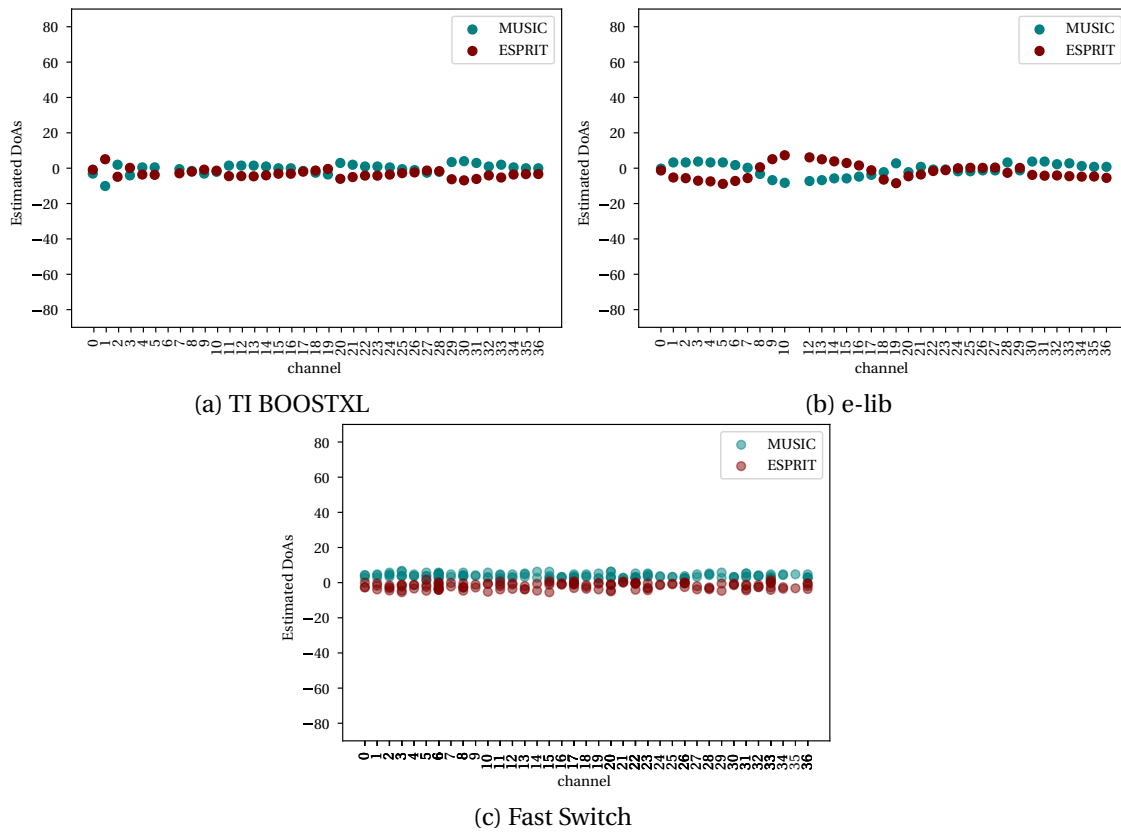 80
60
40
20
0
−20
−40
−60
−80
Estimated DoAs
MUSIC
ESPRIT
0 1 2 3 4 5 6 7 8 9 10 11 12 13 14 15 16 17 18 19 20 21 22 23 24 25 26 27 28 29 30 31 32 33 34 35 36
channel
(a) TI BOOSTXL
80
60
40
20
0
−20
−40
−60
−80
Estimated DoAs
MUSIC
ESPRIT
0 1 2 3 4 5 6 7 8 9 10 12 13 14 15 16 17 18 19 20 21 22 23 24 25 26 27 28 29 30 31 32 33 34 35 36
channel
(b) e-lib
80
60
40
20
0
−20
−40
−60
−80
Estimated DoAs
MUSIC
ESPRIT
0 1 2 3 4 5 6 7 8 9 10 11 12 13 14 15 16 17 18 19 20 21 22 23 24 25 26 27 28 29 30 31 32 33 34 35 36
channel
(c) Fast Switch